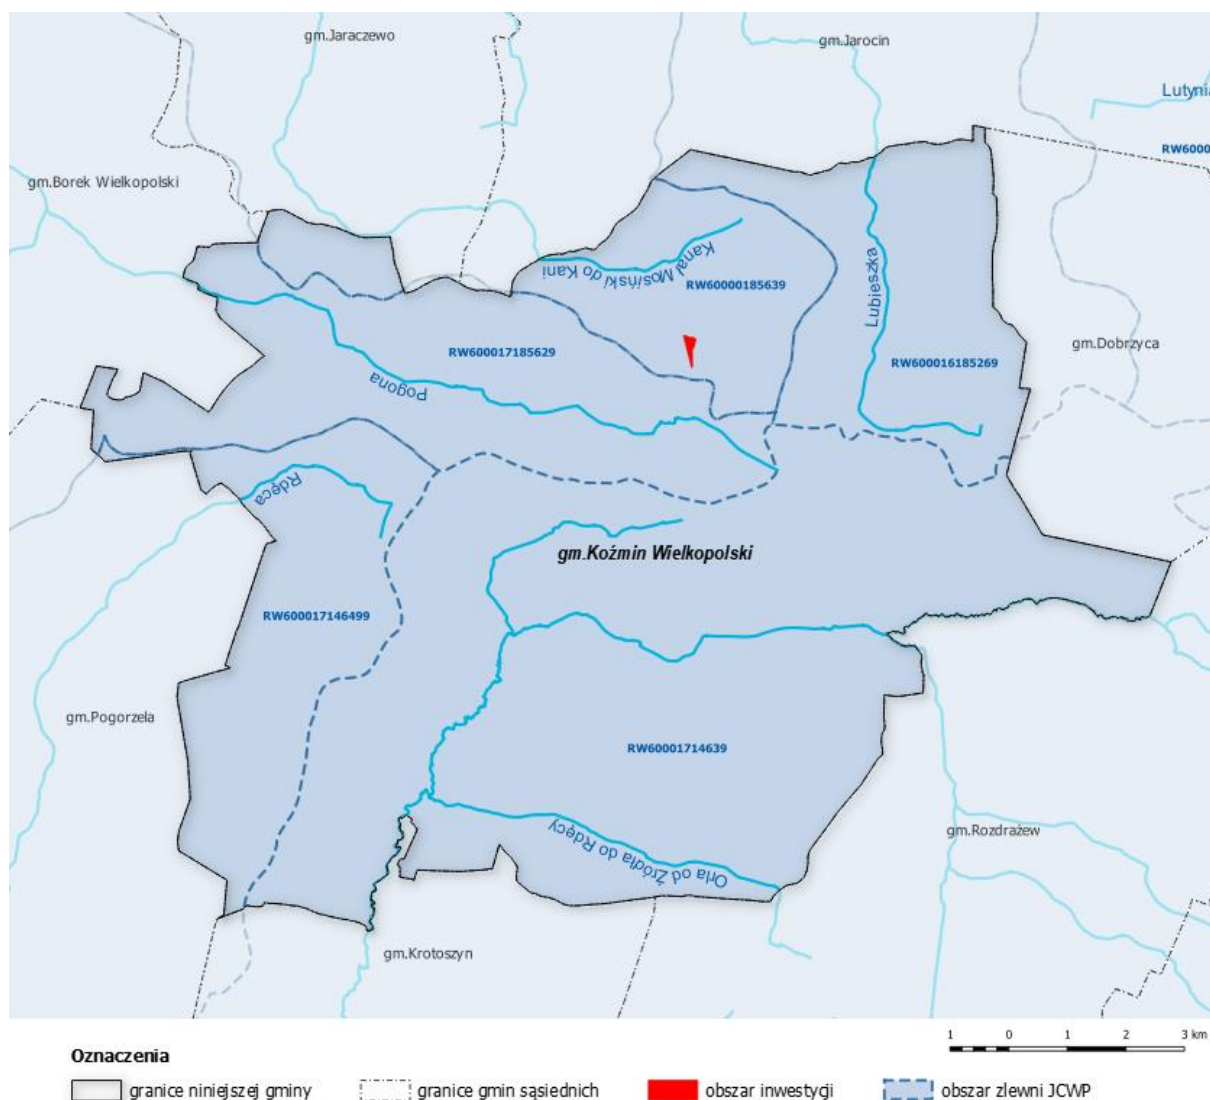 gm.Jaraczewo
gm.Jarocin
Lutynia
RW6000
gm.Borek Wielkopolski
Kanał Mosiński do Kani
RW60000185639
Lubieszka
gm.Dobrzyca
RW600017185629
RW600016185269
Pogona
Rdęca
gm.Koźmin Wielkopolski
RW600017146499
gm.Pogorzela
RW60001714639
gm.Rozdrażew
Orla od Źródła do Rdęcy
gm.Krotoszyn
1 0 1 2 3 km
Oznaczenia
granice niniejszej gminy granice gmin sąsiednich obszar inwestygji obszar zlewni JCWP